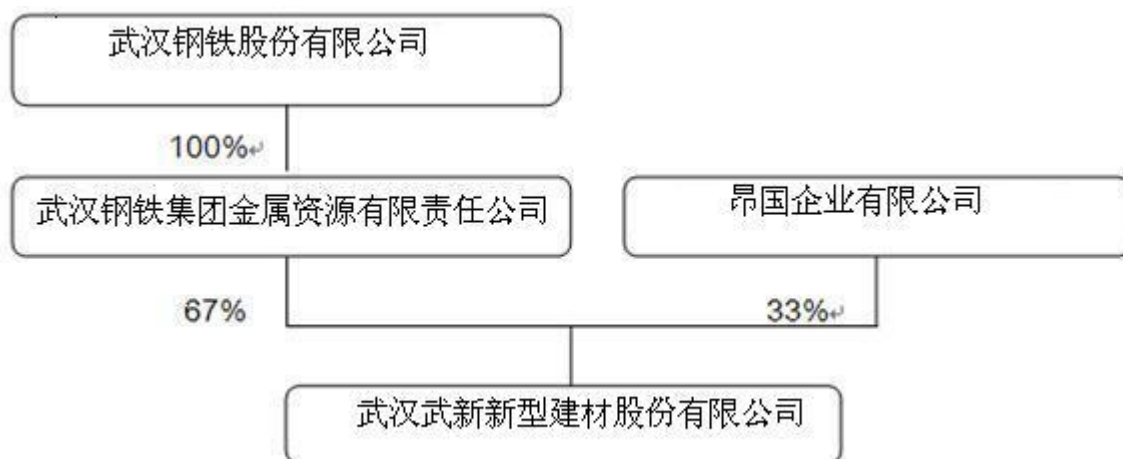 武汉钢铁股份有限公司
100%↵
武汉钢铁集团金属资源有限责任公司
昂国企业有限公司
67%
33%↵
武汉武新新型建材股份有限公司